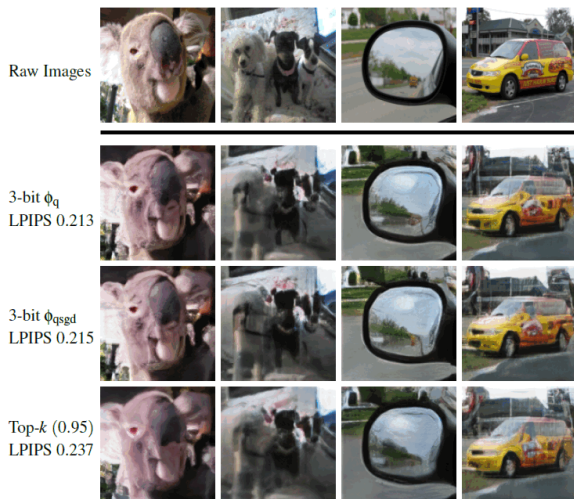 Raw Images
3-bit ϕq
LPIPS 0.213
3-bit ϕqsgd
LPIPS 0.215
Top-k (0.95)
LPIPS 0.237